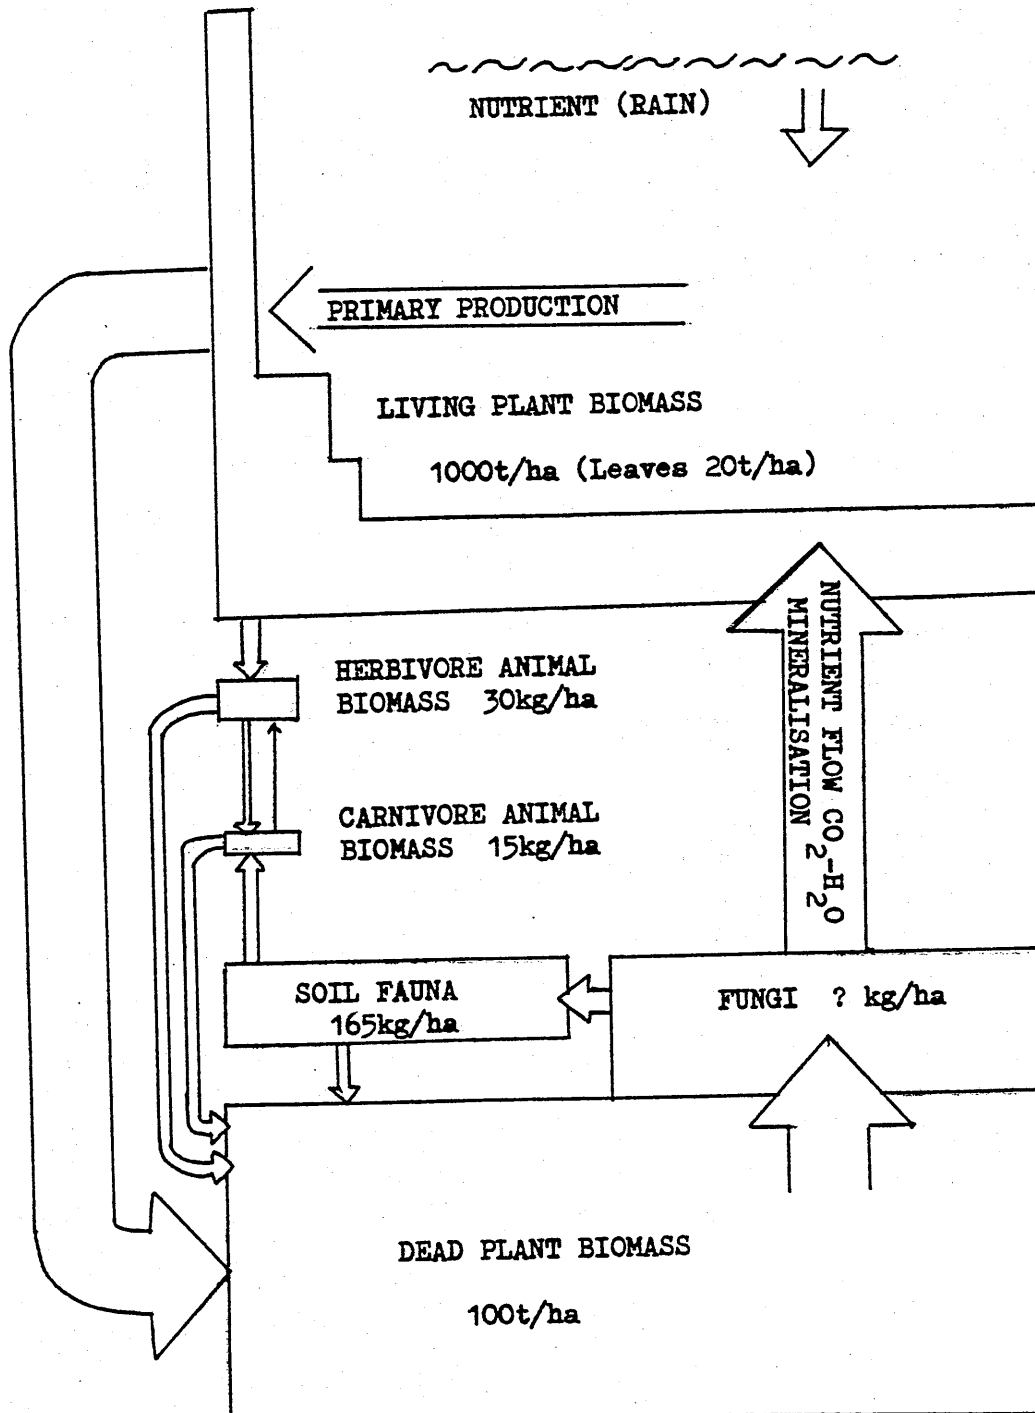 NUTRIENT (RAIN)
PRIMARY PRODUCTION
LIVING PLANT BIOMASS
1000t/ha (Leaves 20t/ha)
NUTRIENT FLOW CO2-H2O
MINERALISATION
HERBIVORE ANIMAL
BIOMASS 30kg/ha
CARNIVORE ANIMAL
BIOMASS 15kg/ha
SOIL FAUNA
165kg/ha
FUNGI ? kg/ha
DEAD PLANT BIOMASS
100t/ha